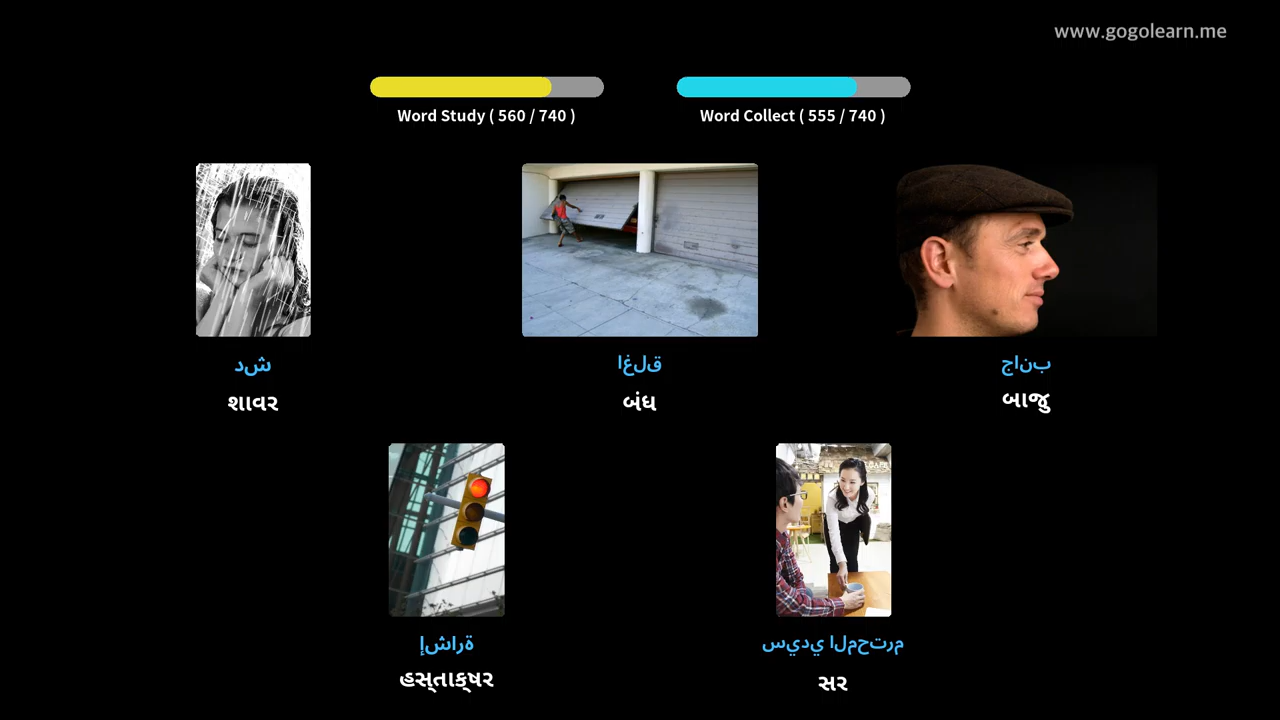 www.gogolearn.me
Word Study ( 560 / 740 )
Word Collect ( 555 / 740 )
دش
શાવર
اغلق
બંધ
جانب
બાજુ
إشارة
હસ્તાક્ષર
سيدي المحترم
સર